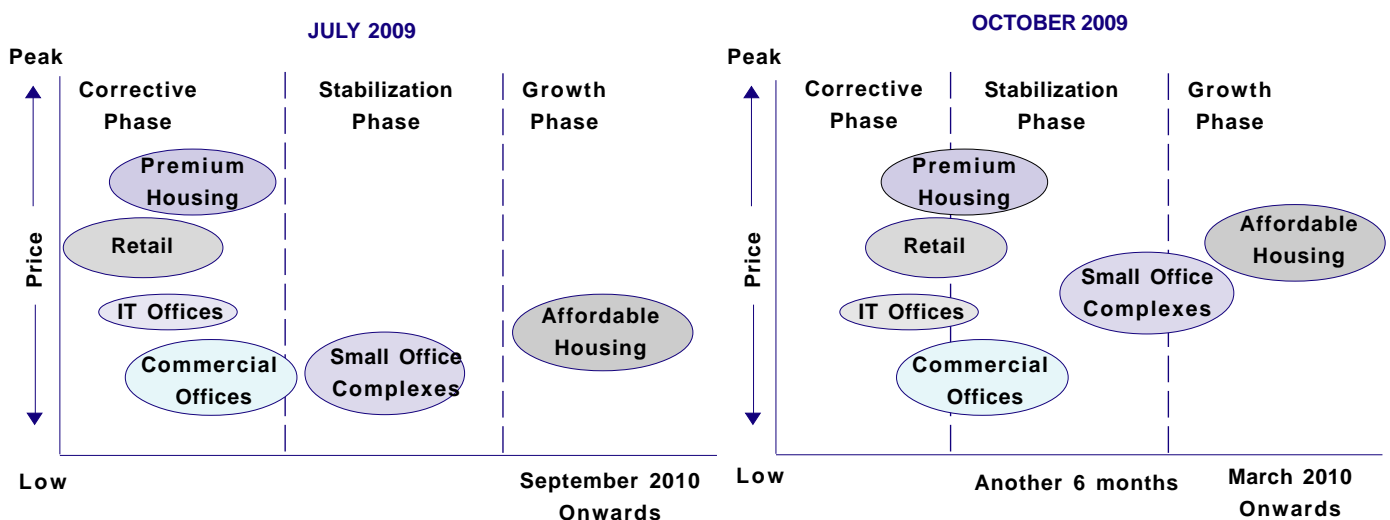 JULY 2009
Peak
Corrective
Phase
Stabilization
Phase
Growth
Phase
Premium
Housing
Retail
Price
IT Offices
Commercial
Offices
Small Office
Complexes
Affordable
Housing
Low
September 2010
Onwards
OCTOBER 2009
Peak
Corrective
Phase
Stabilization
Phase
Growth
Phase
Premium
Housing
Retail
Price
Affordable
Housing
Small Office
Complexes
IT Offices
Commercial
Offices
Low
Another 6 months
March 2010
Onwards